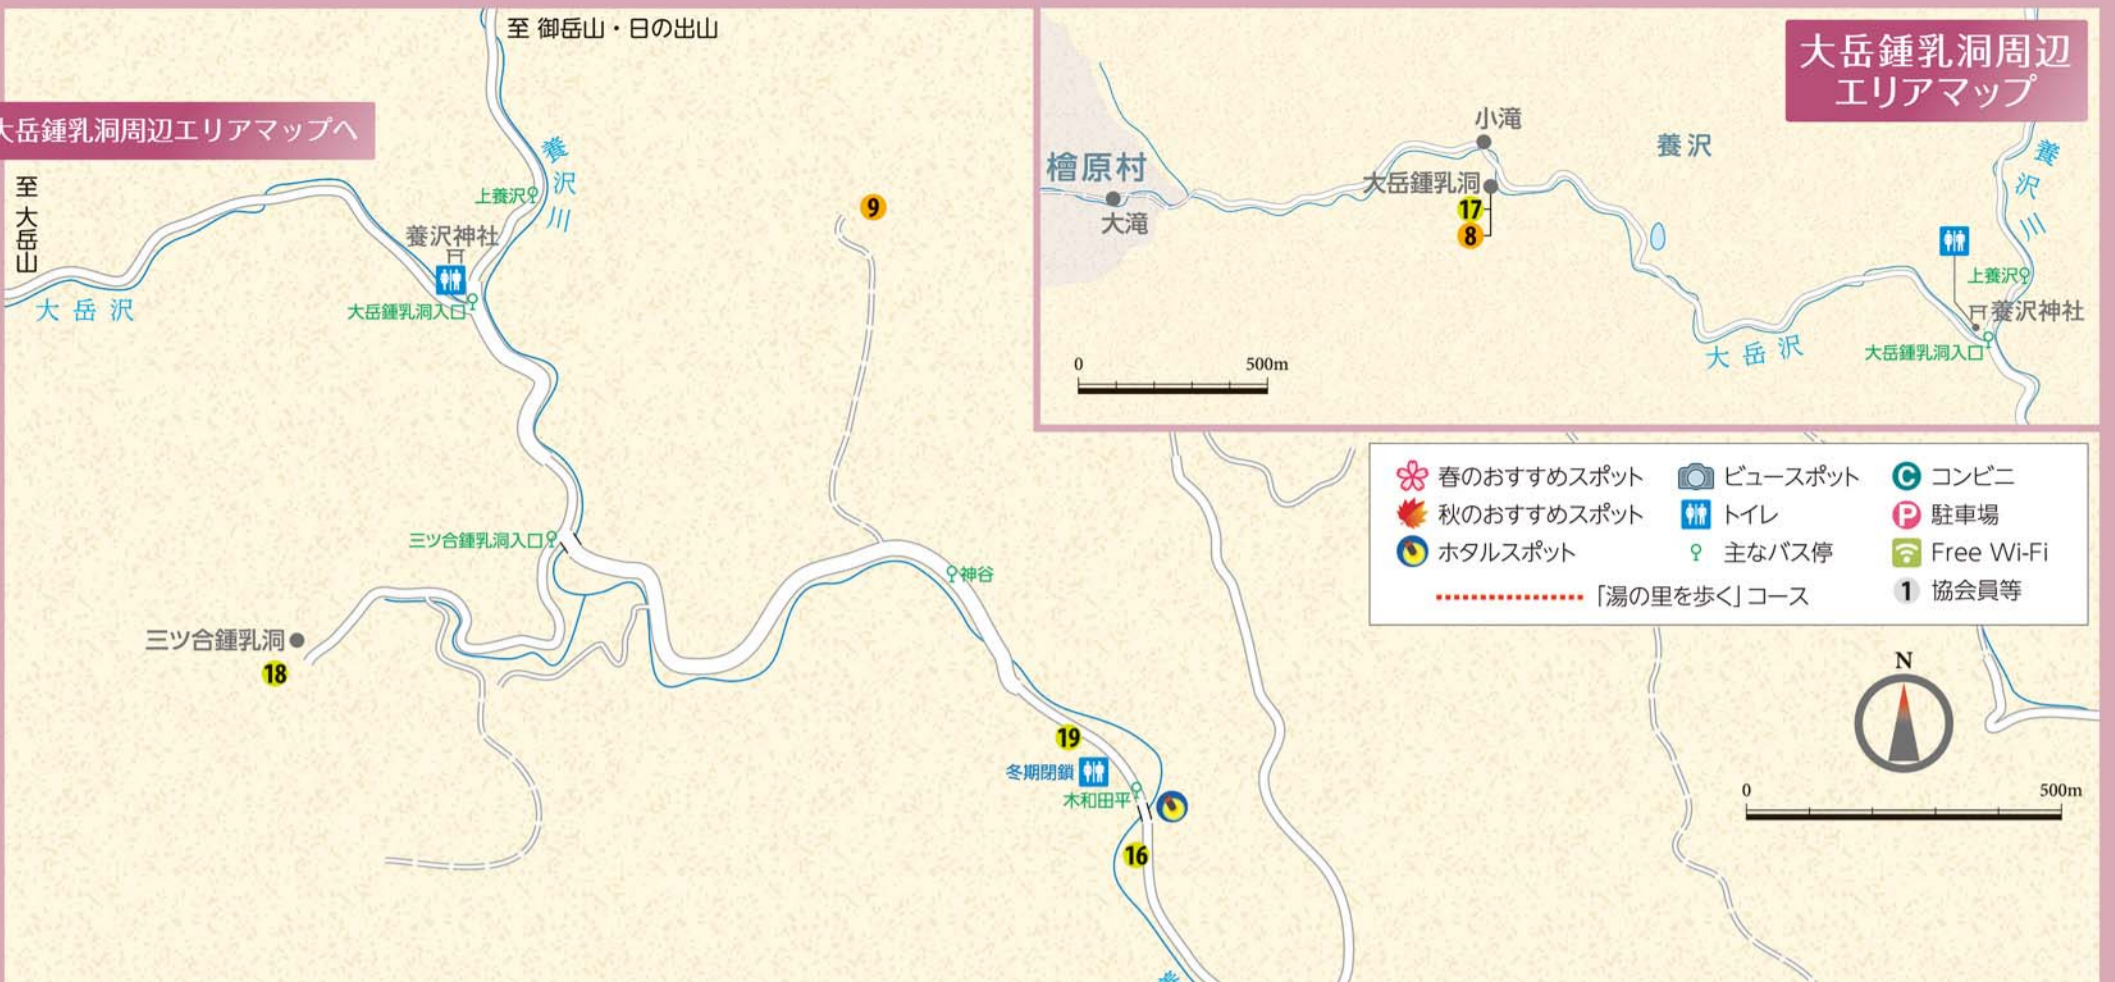 至 御岳山・日の出山
大岳鍾乳洞周辺エリアマップへ
至 大岳山
養沢川
上養沢
養沢神社
大岳沢
大岳鍾乳洞入口
9
三ツ合鍾乳洞入口
神谷
三ツ合鍾乳洞
18
19
冬期閉鎖
木和田平
16
大岳鍾乳洞周辺
エリアマップ
小滝
養沢
檜原村
大滝
大岳鍾乳洞
17
8
養沢川
上養沢
養沢神社
大岳沢
大岳鍾乳洞入口
0 500m
春のおすすめスポット
ビュースポット
C コンビニ
秋のおすすめスポット
トイレ
P 駐車場
ホタルスポット
主なバス停
Free Wi-Fi
「湯の里を歩く」コース
1 協会員等
N
0 500m